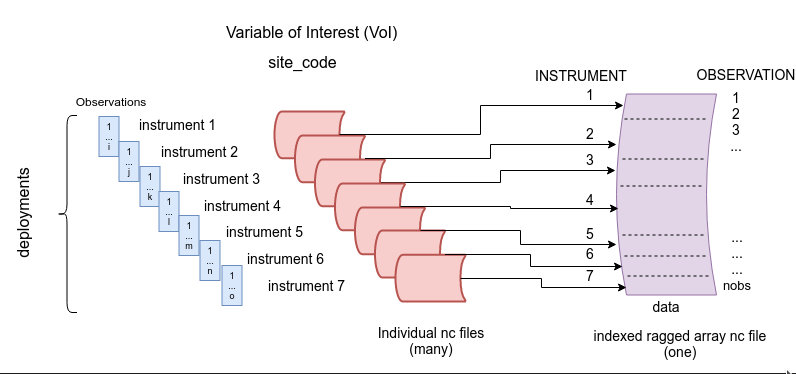 Variable of Interest (VoI)
site_code
INSTRUMENT
OBSERVATION
Observations
deployments
1
...
i
instrument 1
1
...
j
instrument 2
1
...
k
instrument 3
1
...
l
instrument 4
1
...
m
instrument 5
1
...
n
instrument 6
1
...
o
instrument 7
1
2
3
4
5
6
7
1
2
3
...
...
...
...
nobs
data
Individual nc files
(many)
indexed ragged array nc file
(one)